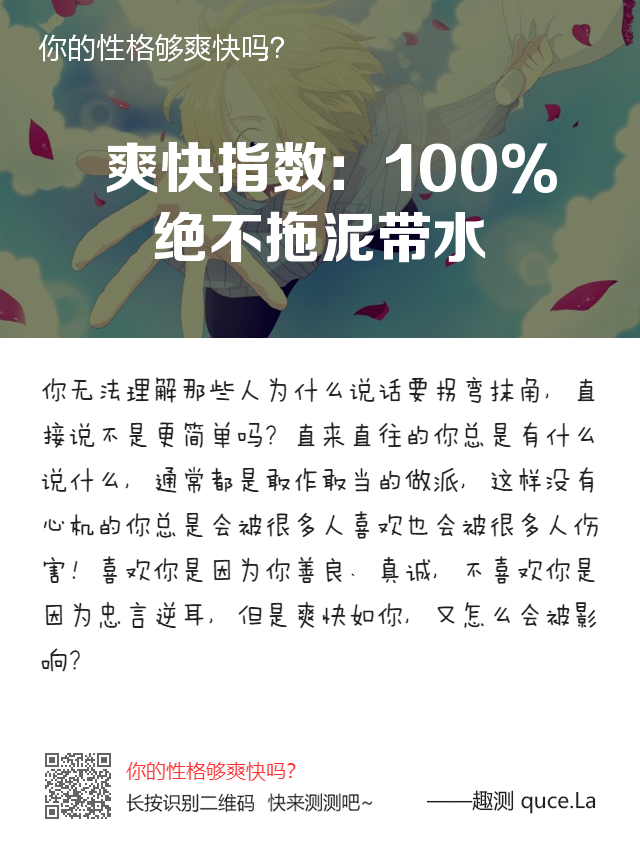 你的性格够爽快吗？
爽快指数：100%
绝不拖泥带水
你无法理解那些人为什么说话要拐弯抹角，直
接说不是更简单吗？直来直往的你总是有什么
说什么，通常都是敢作敢当的做派，这样没有
心机的你总是会被很多人喜欢也会被很多人伤
害！喜欢你是因为你善良、真诚，不喜欢你是
因为忠言逆耳，但是爽快如你，又怎么会被影
响？
你的性格够爽快吗？
长按识别二维码 快来测测吧~
——趣测 quce.La